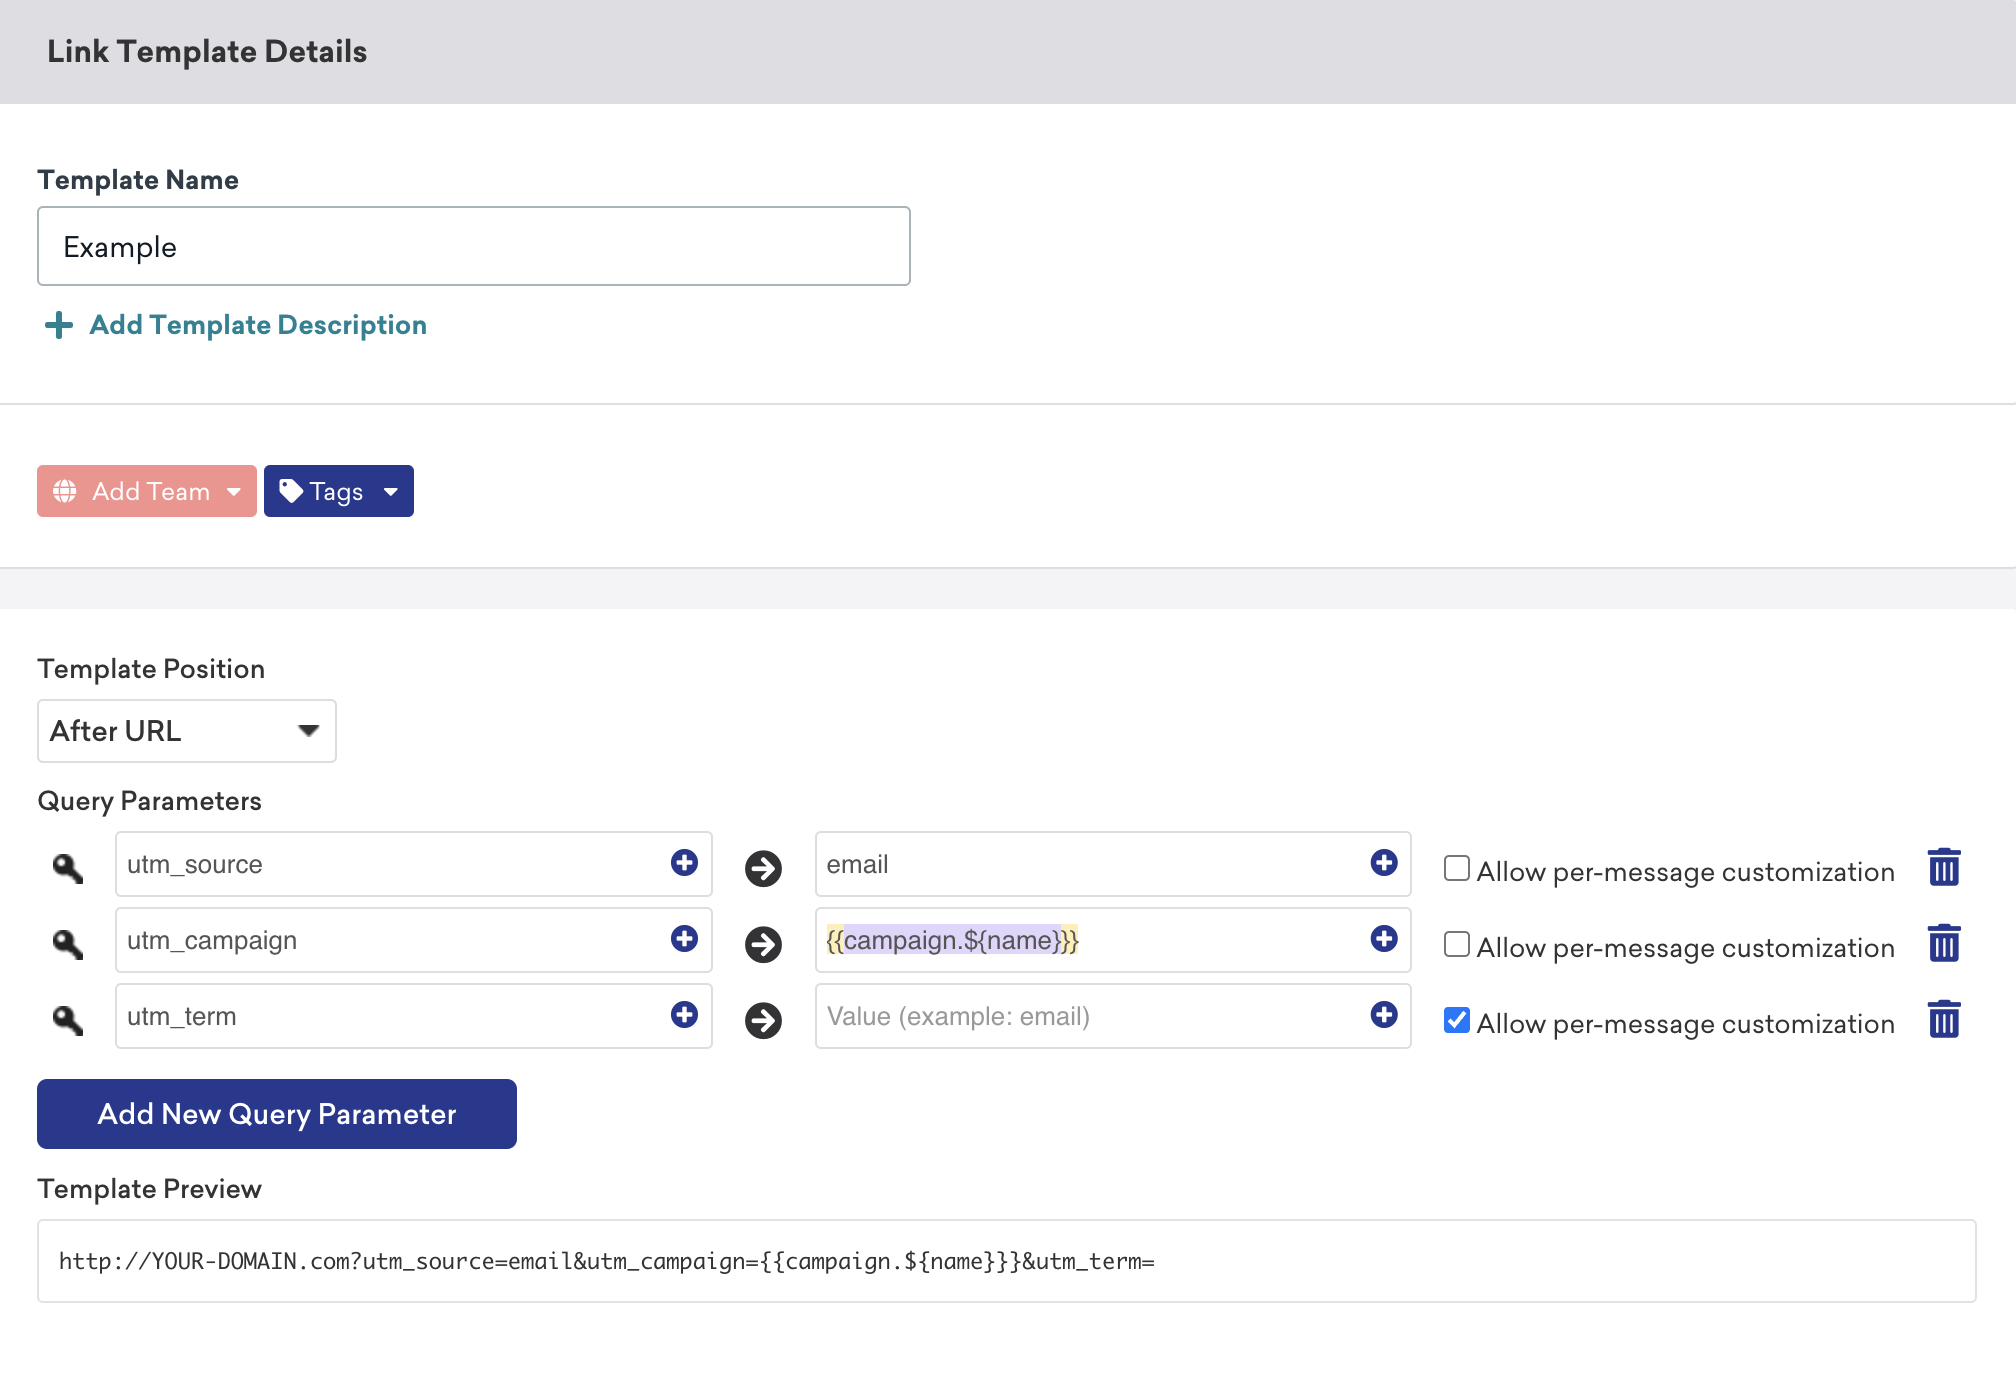 Link Template Details
Template Name
Example
Add Template Description
Add Team
Tags
Template Position
After URL
Query Parameters
utm_source email Allow per-message customization
utm_campaign {{campaign.${name}}} Allow per-message customization
utm_term Value (example: email) Allow per-message customization
Add New Query Parameter
Template Preview
http://YOUR-DOMAIN.com?utm_source=email&utm_campaign={{campaign.${name}}}&utm_term=